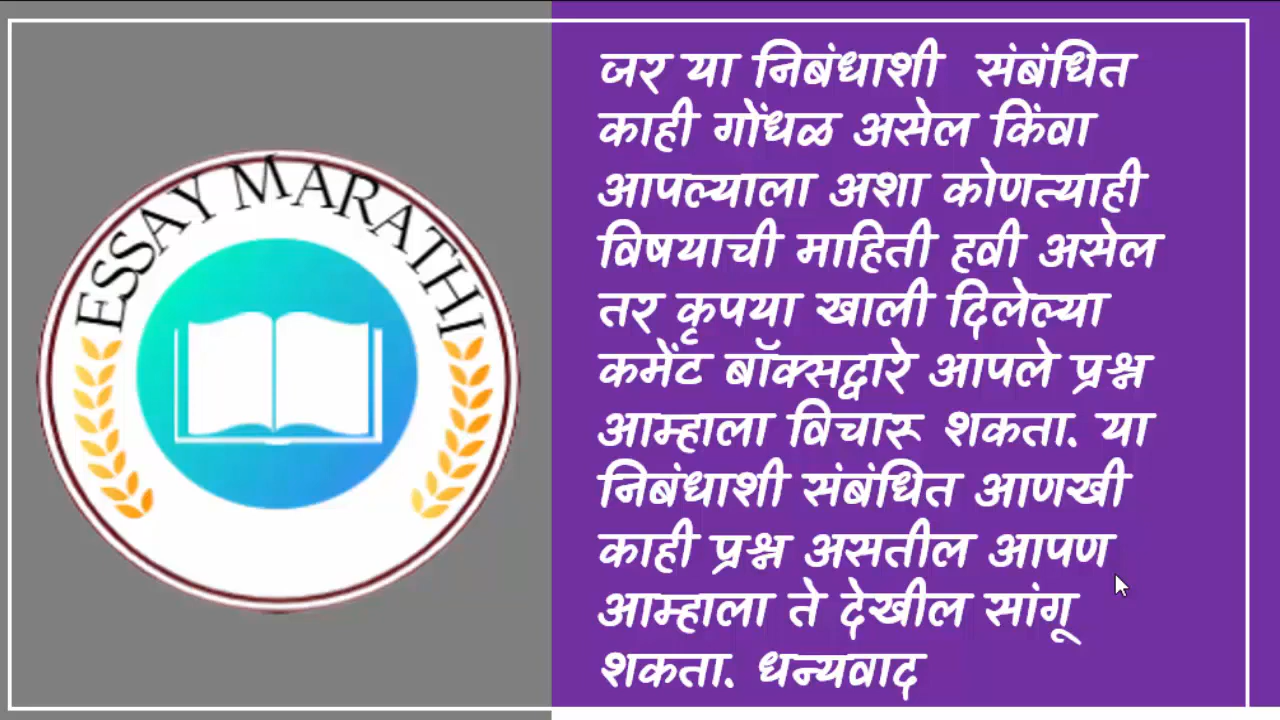 ESSAY MARATHI
जर या निबंधाशी संबंधित
काही गोंधळ असेल किंवा
आपल्याला अशा कोणत्याही
विषयाची माहिती हवी असेल
तर कृपया खाली दिलेल्या
कमेंट बॉक्सद्वारे आपले प्रश्न
आम्हाला विचारू शकता. या
निबंधाशी संबंधित आणखी
काही प्रश्न असतील आपण
आम्हाला ते देखील सांगू
शकता. धन्यवाद